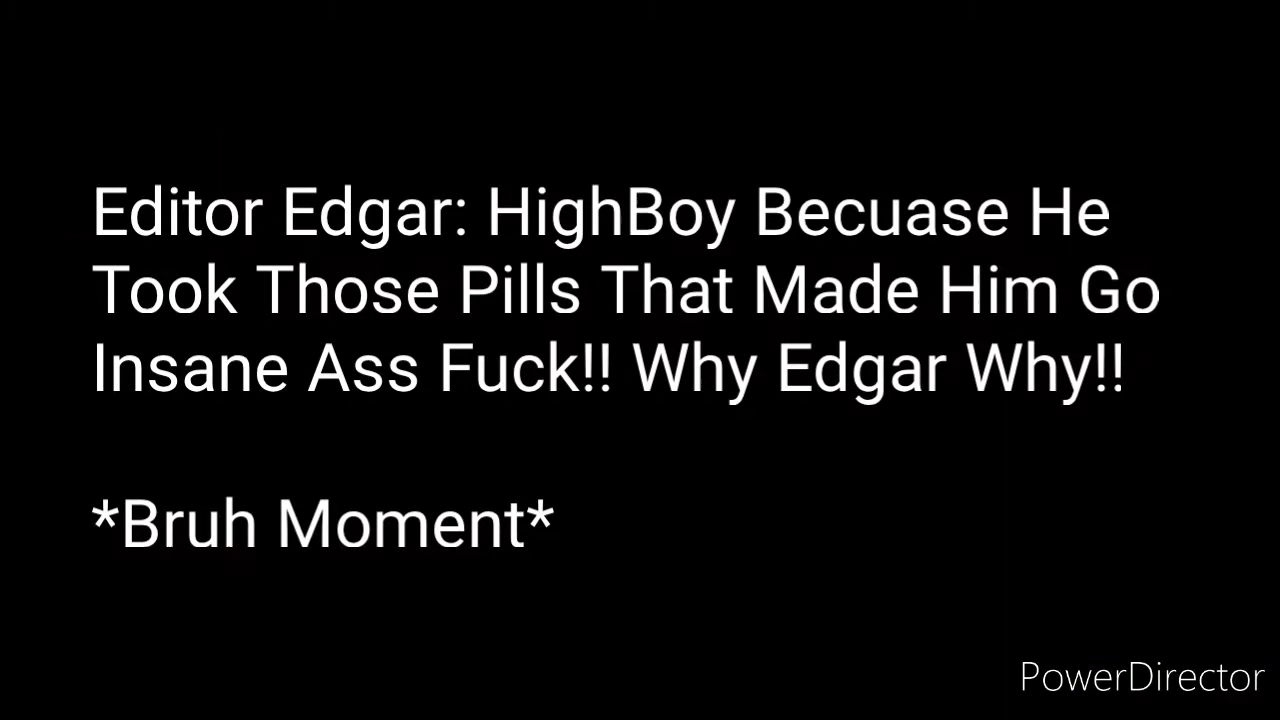 Editor Edgar: HighBoy Becuase He
Took Those Pills That Made Him Go
Insane Ass Fuck!! Why Edgar Why!!
*Bruh Moment*
PowerDirector